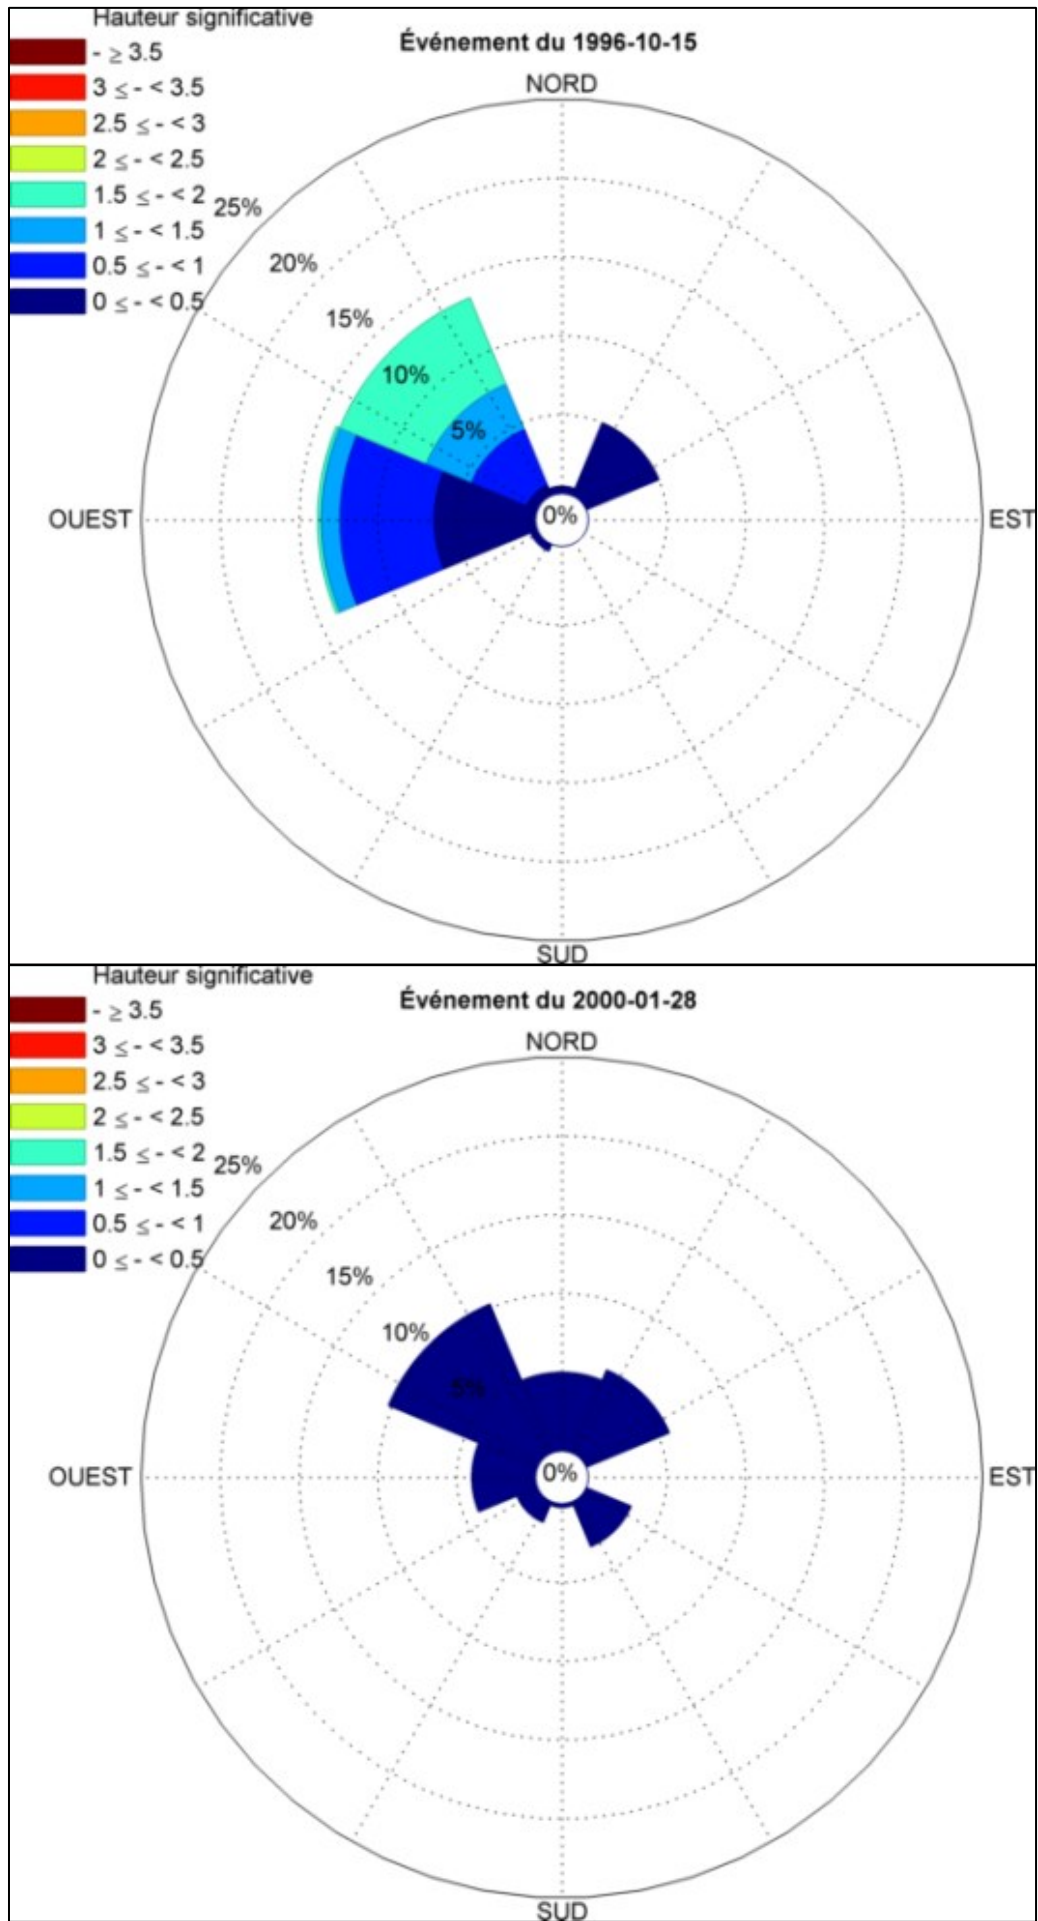 Hauteur significative
Événement du 1996-10-15
- ≥ 3.5
3 ≤ - < 3.5
2.5 ≤ - < 3
2 ≤ - < 2.5
1.5 ≤ - < 2
1 ≤ - < 1.5
0.5 ≤ - < 1
0 ≤ - < 0.5
NORD
25%
20%
15%
10%
5%
0%
OUEST
EST
SUD
Hauteur significative
Événement du 2000-01-28
- ≥ 3.5
3 ≤ - < 3.5
2.5 ≤ - < 3
2 ≤ - < 2.5
1.5 ≤ - < 2
1 ≤ - < 1.5
0.5 ≤ - < 1
0 ≤ - < 0.5
NORD
25%
20%
15%
10%
5%
0%
OUEST
EST
SUD